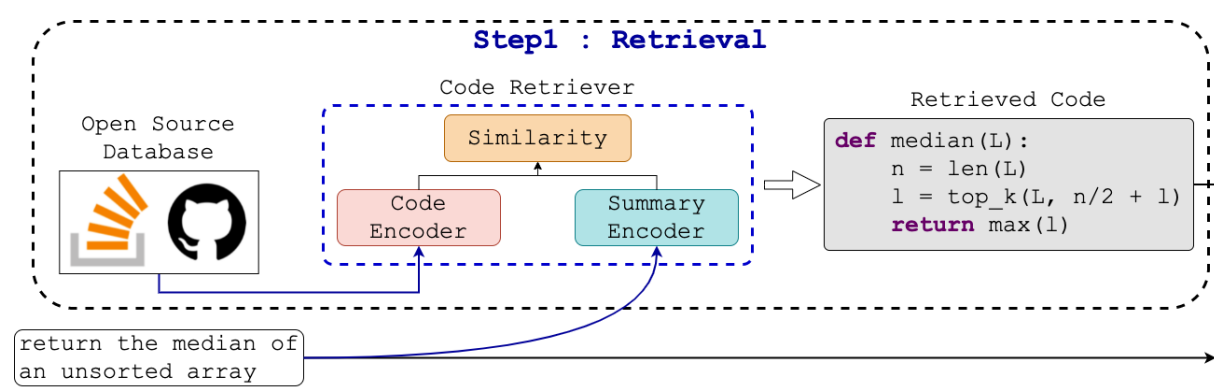 Step1 : Retrieval
Code Retriever
Open Source
Database
Similarity
Code
Encoder
Summary
Encoder
Retrieved Code
def median(L):
    n = len(L)
    l = top_k(L, n/2 + l)
    return max(l)
return the median of
an unsorted array